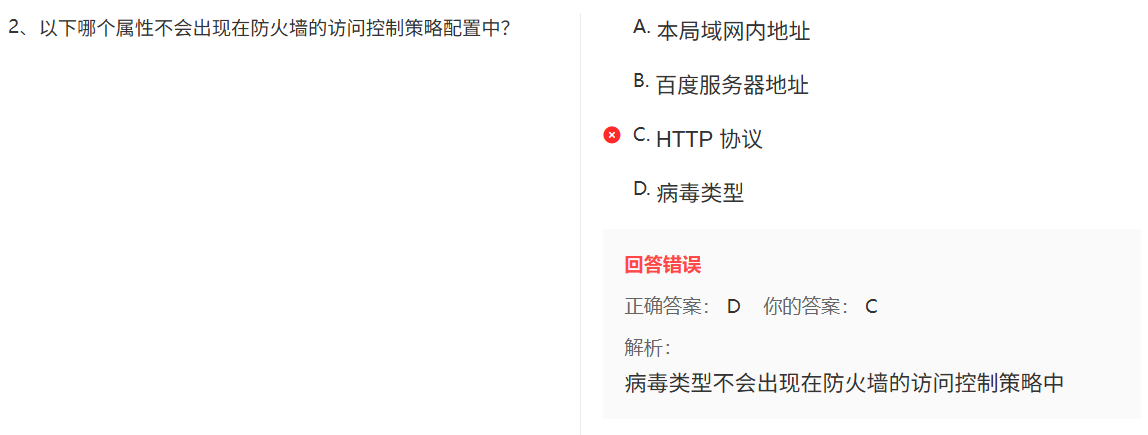 2、以下哪个属性不会出现在防火墙的访问控制策略配置中？
A. 本局域网内地址
B. 百度服务器地址
C. HTTP 协议
D. 病毒类型
回答错误
正确答案： D 你的答案： C
解析：
病毒类型不会出现在防火墙的访问控制策略中